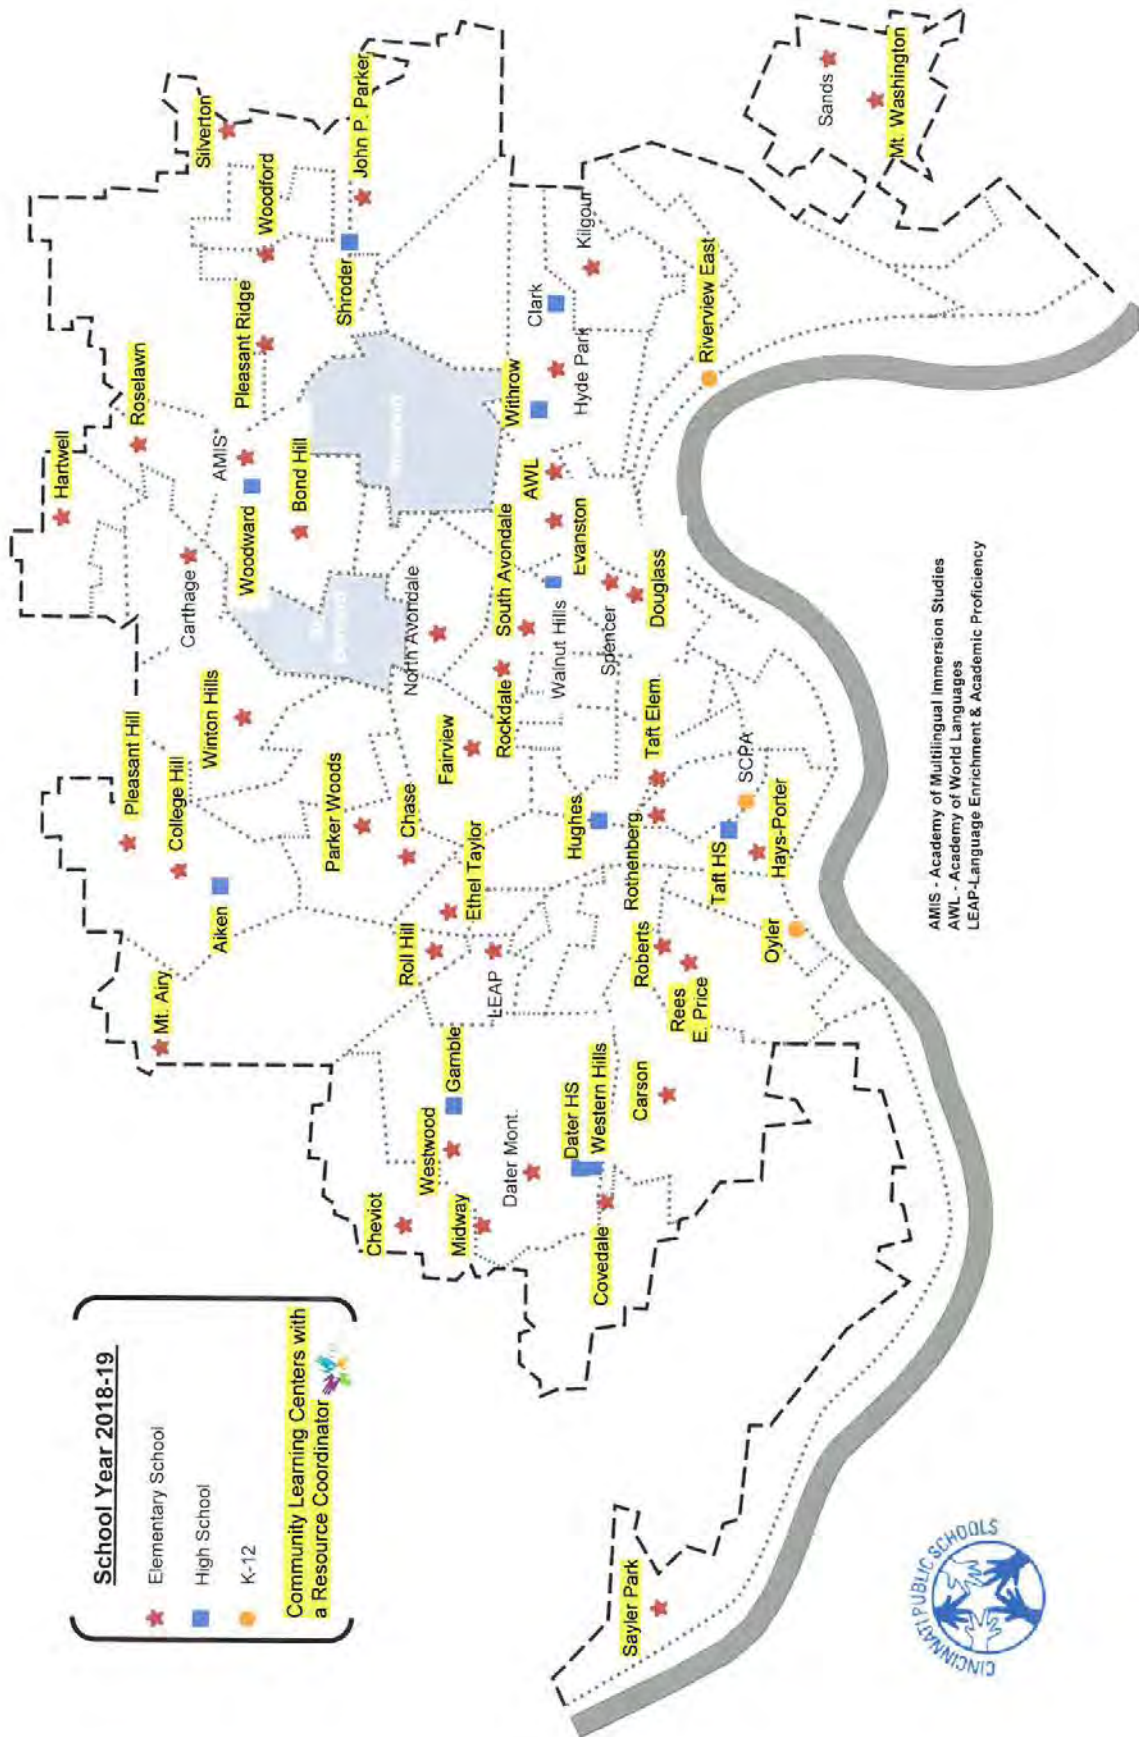 School Year 2018-19
Elementary School
High School
K-12
Community Learning Centers with
a Resource Coordinator
Hartwell
Roselawn
Silverton
Pleasant Hill
Carthage
AMIS*
Woodford
College Hill
Winton Hills
Woodward
Pleasant Ridge
Mt. Airy
Aiken
Bond Hill
John P. Parker
Shroder
Parker Woods
Chase
North Avondale
Cheviot
Roll Hill
Fairview
Westwood
Gamble
Ethel Taylor
Rockdale
South Avondale
Withrow
Midway
LEAP
AWL
Clark
Dater Mont.
Walnut Hills
Evanston
Hyde Park
Kilgour
Dater HS
Western Hills
Hughes
Spencer
Covedale
Carson
Roberts
Rothenberg
Taft Elem.
Douglass
Sayler Park
Rees
E. Price
Riverview East
Taft HS
SCPA
Hays-Porter
Oyler
Sands
Mt. Washington
AMIS - Academy of Multilingual Immersion Studies
AWL - Academy of World Languages
LEAP-Language Enrichment & Academic Proficiency
CINCINNATI PUBLIC SCHOOLS